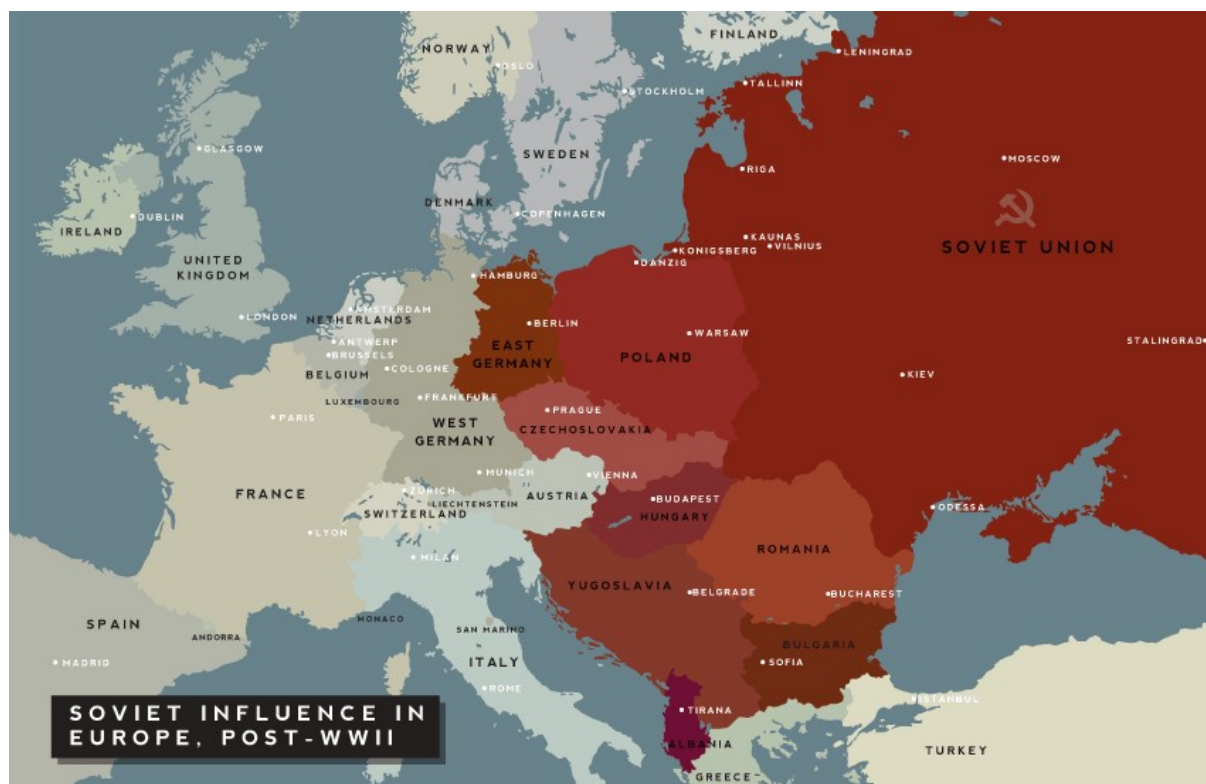 NORWAY
OSLO
FINLAND
LENINGRAD
TALLINN
STOCKHOLM
GLASGOW
SWEDEN
MOSCOW
RIGA
DENMARK
DUBLIN
COPENHAGEN
IRELAND
KAUNAS
VILNIUS
SOVIET UNION
KONIGSBERG
DANZIG
UNITED
KINGDOM
HAMBURG
AMSTERDAM
LONDON
NETHERLANDS
BERLIN
WARSAW
STALINGRAD
ANTWERP
BRUSSELS
EAST
GERMANY
POLAND
BELGIUM
COLOGNE
KIEV
LUXEMBOURG
FRANKFURT
PARIS
PRAGUE
WEST
GERMANY
CZECHOSLOVAKIA
MUNICH
VIENNA
FRANCE
ZURICH
LIECHTENSTEIN
AUSTRIA
BUDAPEST
SWITZERLAND
HUNGARY
ODESSA
LYON
MILAN
ROMANIA
YUGOSLAVIA
BELGRADE
BUCHAREST
SPAIN
MONACO
ANDORRA
SAN MARINO
BULGARIA
MADRID
ITALY
SOFIA
ROME
ISTANBUL
TIRANA
ALBANIA
TURKEY
GREECE
SOVIET INFLUENCE IN
EUROPE, POST-WWII